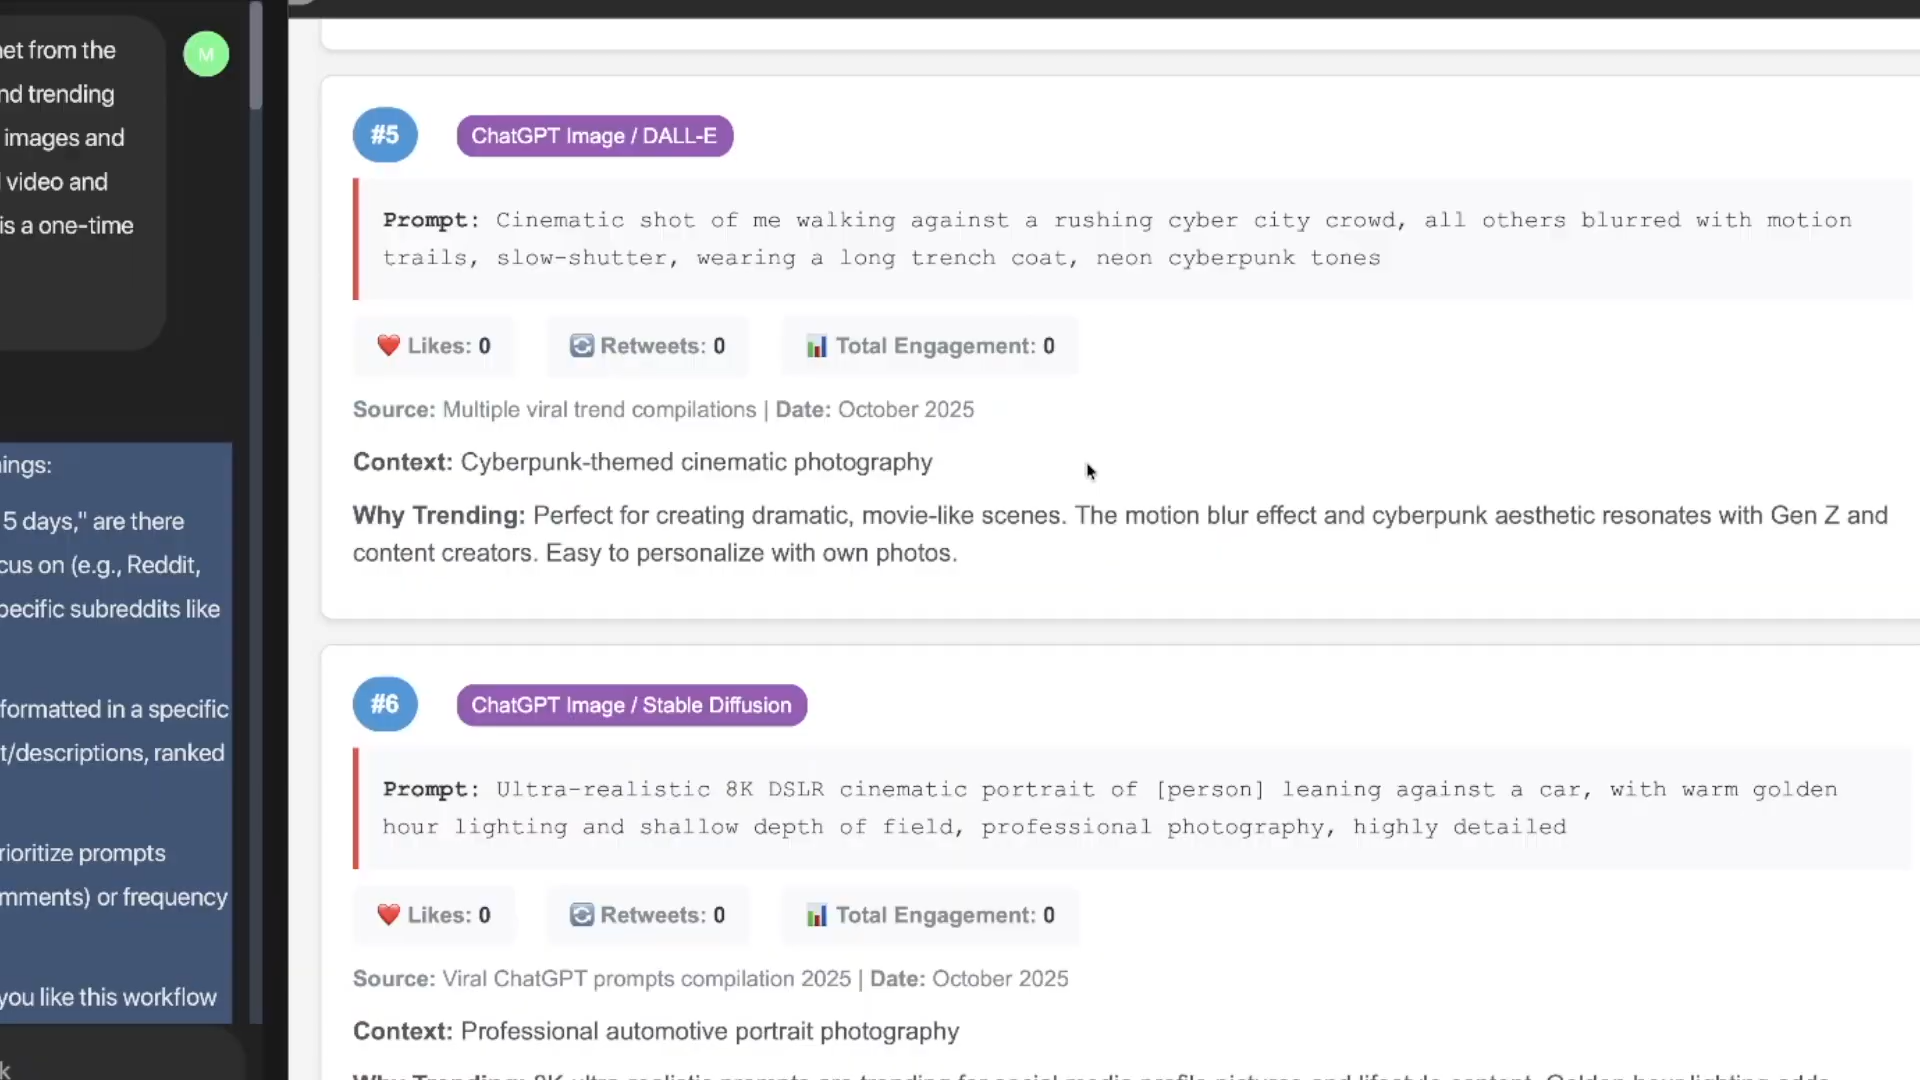 et from the
nd trending
images and
video and
is a one-time
M
ings:
5 days," are there
cus on (e.g., Reddit,
pecific subreddits like
formatted in a specific
t/descriptions, ranked
rioritize prompts
mments) or frequency
you like this workflow
k
#5
ChatGPT Image / DALL-E
Prompt: Cinematic shot of me walking against a rushing cyber city crowd, all others blurred with motion
trails, slow-shutter, wearing a long trench coat, neon cyberpunk tones
Likes: 0
Retweets: 0
Total Engagement: 0
Source: Multiple viral trend compilations | Date: October 2025
Context: Cyberpunk-themed cinematic photography
Why Trending: Perfect for creating dramatic, movie-like scenes. The motion blur effect and cyberpunk aesthetic resonates with Gen Z and
content creators. Easy to personalize with own photos.
#6
ChatGPT Image / Stable Diffusion
Prompt: Ultra-realistic 8K DSLR cinematic portrait of [person] leaning against a car, with warm golden
hour lighting and shallow depth of field, professional photography, highly detailed
Likes: 0
Retweets: 0
Total Engagement: 0
Source: Viral ChatGPT prompts compilation 2025 | Date: October 2025
Context: Professional automotive portrait photography